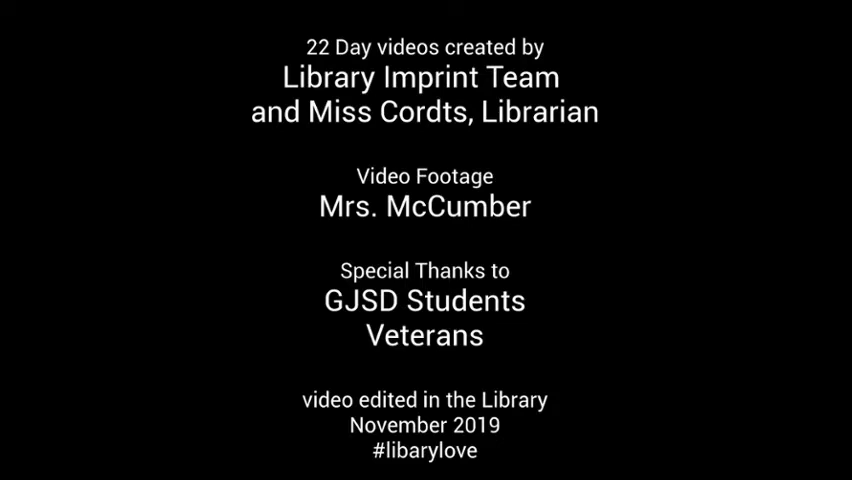 22 Day videos created by
Library Imprint Team
and Miss Cordts, Librarian
Video Footage
Mrs. McCumber
Special Thanks to
GJSD Students
Veterans
video edited in the Library
November 2019
#libarylove